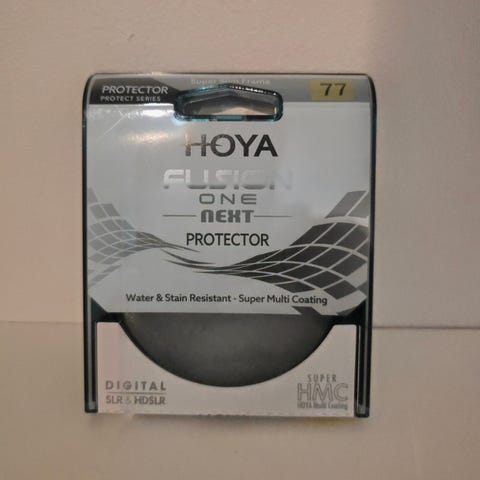 Super Slim Frame
PROTECTOR
PROTECT SERIES
77
HOYA
FUSION
ONE
NEXT
PROTECTOR
Water & Stain Resistant - Super Multi Coating
DIGITAL
SLR & HDSLR
SUPER
HMC
HOYA Multi Coating